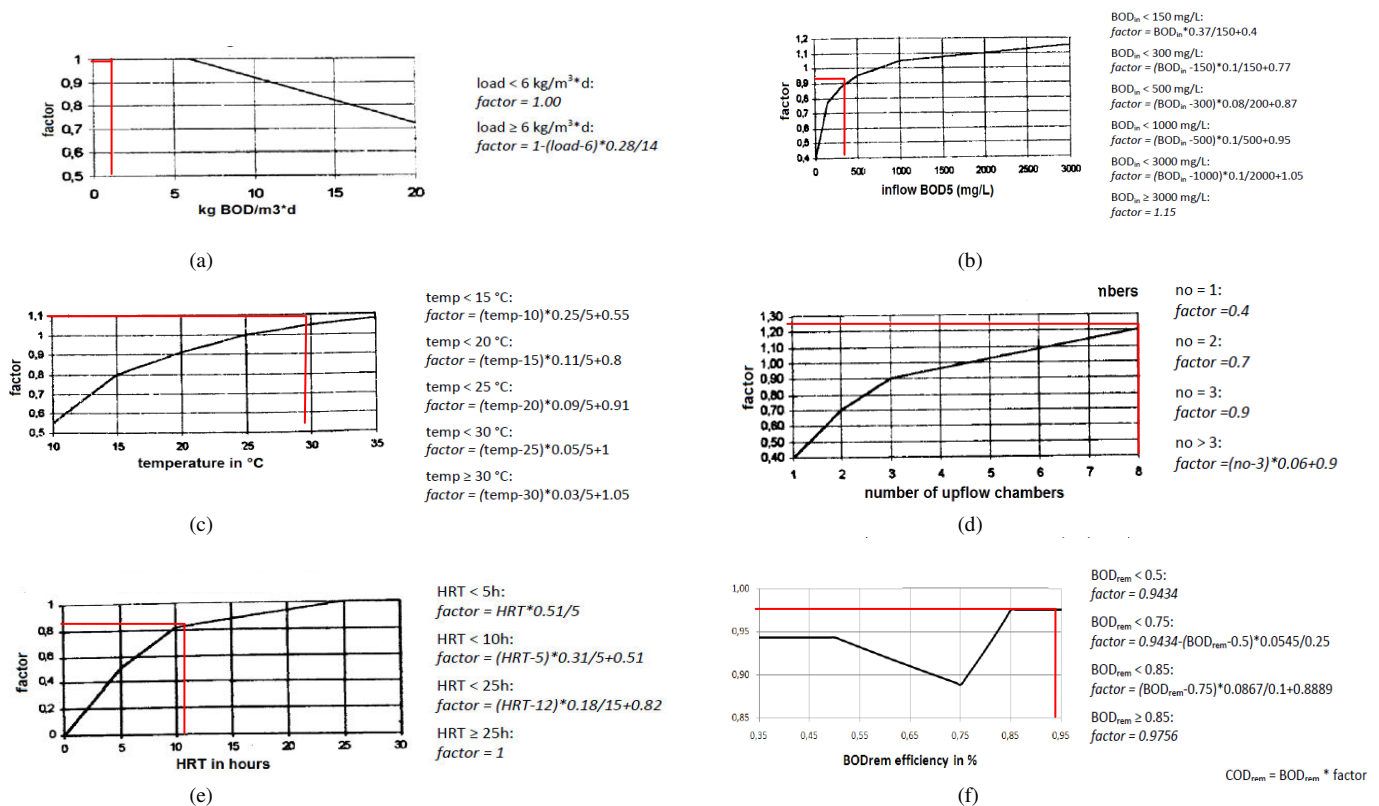 1
0,9
0,8
0,7
0,6
0,5
factor
0
5
10
15
20
kg BOD/m3*d
load < 6 kg/m³*d:
factor = 1.00
load ≥ 6 kg/m³*d:
factor = 1-(load-6)*0.28/14
(a)
1,2
1,1
1
0,9
0,8
0,7
0,6
0,5
0,4
factor
0
500
1000
1500
2000
2500
3000
inflow BOD5 (mg/L)
BODin < 150 mg/L:
factor = BODin*0.37/150+0.4
BODin < 300 mg/L:
factor = (BODin -150)*0.1/150+0.77
BODin < 500 mg/L:
factor = (BODin -300)*0.08/200+0.87
BODin < 1000 mg/L:
factor = (BODin -500)*0.1/500+0.95
BODin < 3000 mg/L:
factor = (BODin -1000)*0.1/2000+1.05
BODin ≥ 3000 mg/L:
factor = 1.15
(b)
1,1
1
0,9
0,8
0,7
0,6
0,5
factor
10
15
20
25
30
35
temperature in °C
temp < 15 °C:
factor = (temp-10)*0.25/5+0.55
temp < 20 °C:
factor = (temp-15)*0.11/5+0.8
temp < 25 °C:
factor = (temp-20)*0.09/5+0.91
temp < 30 °C:
factor = (temp-25)*0.05/5+1
temp ≥ 30 °C:
factor = (temp-30)*0.03/5+1.05
(c)
mbers
1,30
1,20
1,10
1,00
0,90
0,80
0,70
0,60
0,50
0,40
factor
1
2
3
4
5
6
7
8
number of upflow chambers
no = 1:
factor =0.4
no = 2:
factor =0.7
no = 3:
factor =0.9
no > 3:
factor =(no-3)*0.06+0.9
(d)
1
0,8
0,6
0,4
0,2
0
factor
0
5
10
15
20
25
30
HRT in hours
HRT < 5h:
factor = HRT*0.51/5
HRT < 10h:
factor = (HRT-5)*0.31/5+0.51
HRT < 25h:
factor = (HRT-12)*0.18/15+0.82
HRT ≥ 25h:
factor = 1
(e)
1,00
0,95
0,90
0,85
0,35
0,45
0,55
0,65
0,75
0,85
0,95
BODrem efficiency in %
BODrem < 0.5:
factor = 0.9434
BODrem < 0.75:
factor = 0.9434-(BODrem-0.5)*0.0545/0.25
BODrem < 0.85:
factor = (BODrem-0.75)*0.0867/0.1+0.8889
BODrem ≥ 0.85:
factor = 0.9756
CODrem = BODrem * factor
(f)